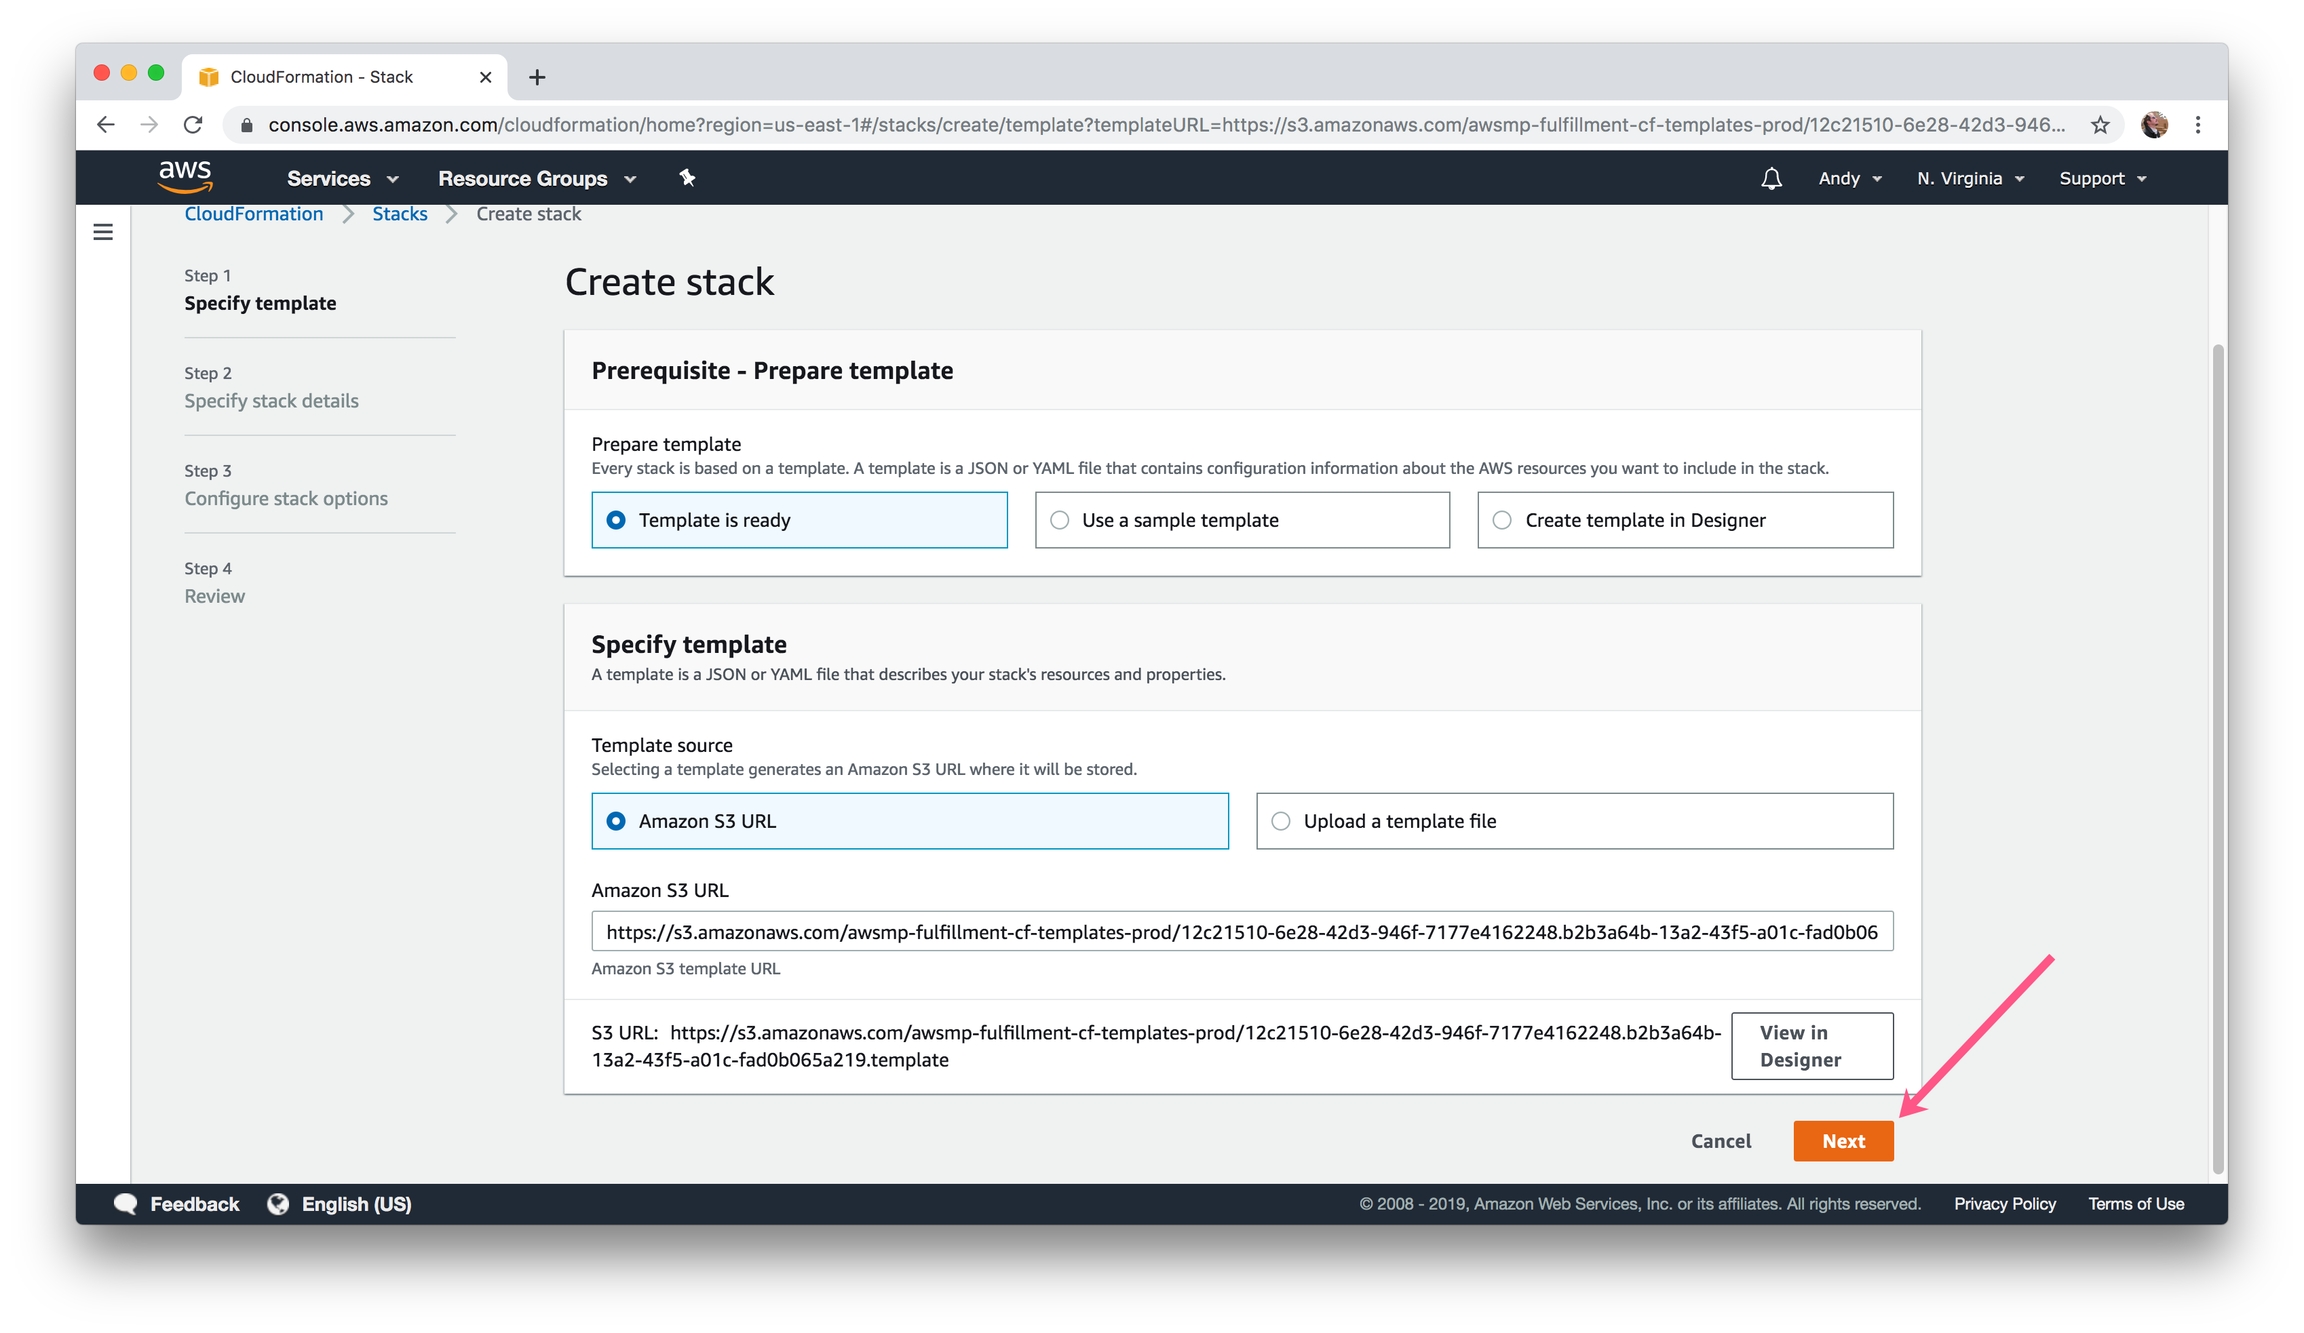 CloudFormation - Stack
console.aws.amazon.com/cloudformation/home?region=us-east-1#/stacks/create/template?templateURL=https://s3.amazonaws.com/awsmp-fulfillment-cf-templates-prod/12c21510-6e28-42d3-946...
aws
Services
Resource Groups
Andy
N. Virginia
Support
CloudFormation
Stacks
Create stack
Step 1
Specify template
Step 2
Specify stack details
Step 3
Configure stack options
Step 4
Review
Create stack
Prerequisite - Prepare template
Prepare template
Every stack is based on a template. A template is a JSON or YAML file that contains configuration information about the AWS resources you want to include in the stack.
Template is ready
Use a sample template
Create template in Designer
Specify template
A template is a JSON or YAML file that describes your stack's resources and properties.
Template source
Selecting a template generates an Amazon S3 URL where it will be stored.
Amazon S3 URL
Upload a template file
Amazon S3 URL
https://s3.amazonaws.com/awsmp-fulfillment-cf-templates-prod/12c21510-6e28-42d3-946f-7177e4162248.b2b3a64b-13a2-43f5-a01c-fad0b06
Amazon S3 template URL
S3 URL: https://s3.amazonaws.com/awsmp-fulfillment-cf-templates-prod/12c21510-6e28-42d3-946f-7177e4162248.b2b3a64b-
13a2-43f5-a01c-fad0b065a219.template
View in
Designer
Cancel
Next
Feedback
English (US)
© 2008 - 2019, Amazon Web Services, Inc. or its affiliates. All rights reserved.
Privacy Policy
Terms of Use